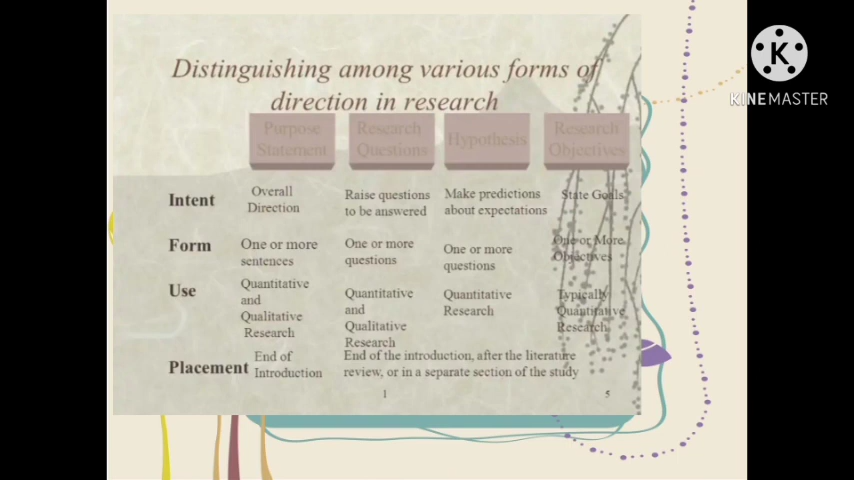 Distinguishing among various forms of
direction in research
Purpose Statement
Research Questions
Hypothesis
Research Objectives
Intent
Overall
Direction
Raise questions
to be answered
Make predictions
about expectations
State Goals
Form
One or more
sentences
One or more
questions
One or more
questions
One or More
Objectives
Use
Quantitative
and
Qualitative
Research
Quantitative
and
Qualitative
Research
Quantitative
Research
Typically
Quantitative
Research
Placement
End of
Introduction
End of the introduction, after the literature
review, or in a separate section of the study
1
5
K
KINEMASTER